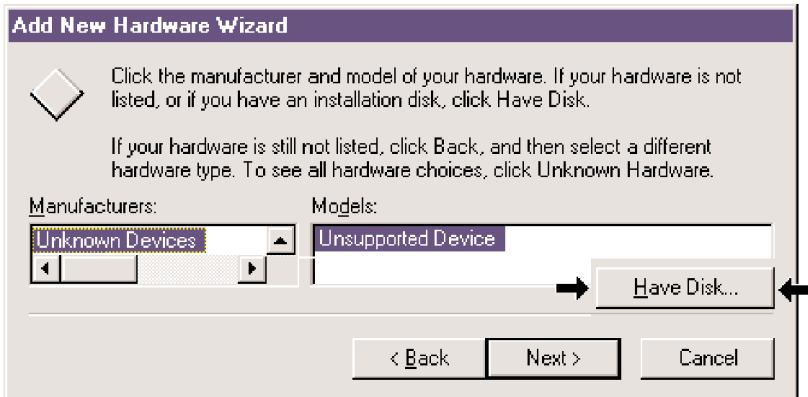 Add New Hardware Wizard
Click the manufacturer and model of your hardware. If your hardware is not
listed, or if you have an installation disk, click Have Disk.
If your hardware is still not listed, click Back, and then select a different
hardware type. To see all hardware choices, click Unknown Hardware.
Manufacturers:
Models:
Unknown Devices
Unsupported Device
Have Disk...
< Back
Next >
Cancel